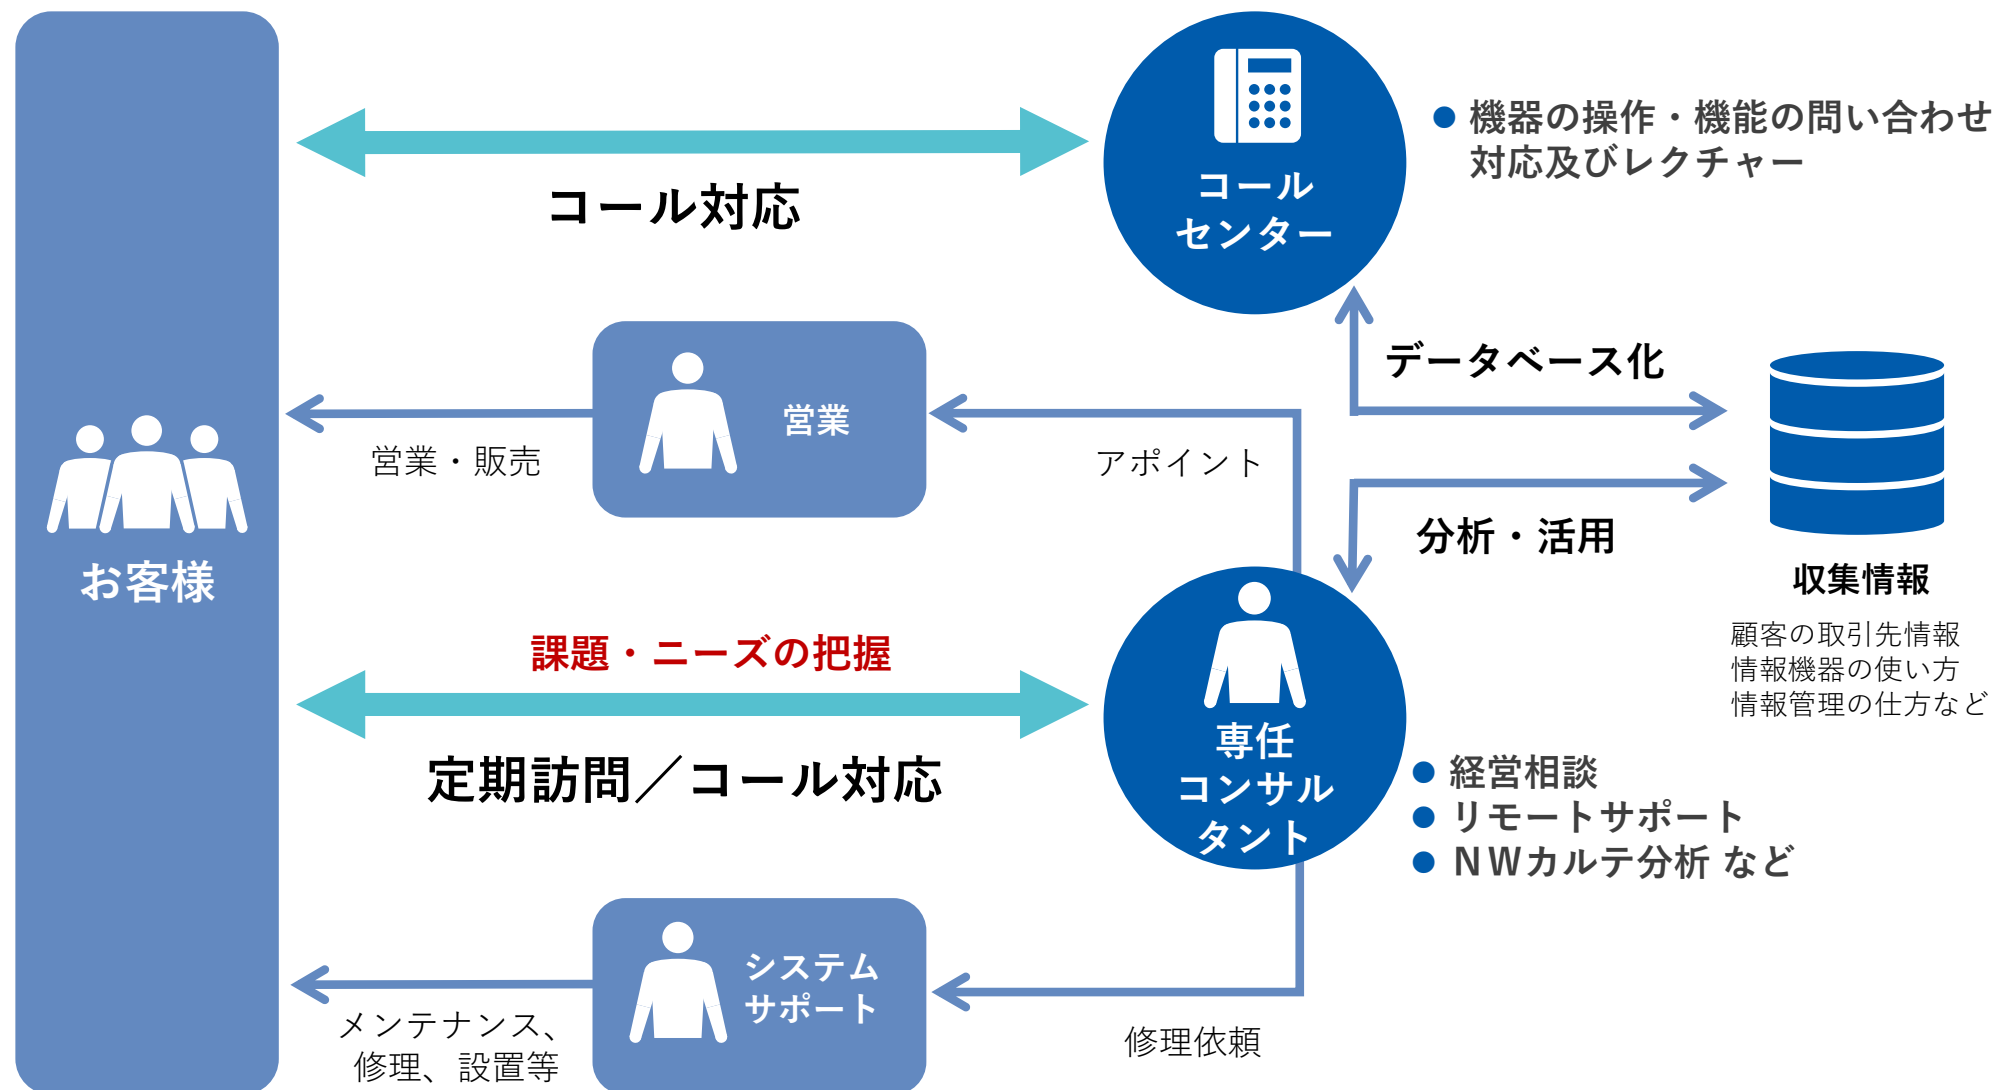 コール
センター
機器の操作・機能の問い合わせ
対応及びレクチャー
コール対応
データベース化
営業
営業・販売
アポイント
分析・活用
お客様
収集情報
顧客の取引先情報
情報機器の使い方
情報管理の仕方など
課題・ニーズの把握
定期訪問／コール対応
専任
コンサル
タント
経営相談
リモートサポート
ＮＷカルテ分析 など
システム
サポート
メンテナンス、
修理、設置等
修理依頼